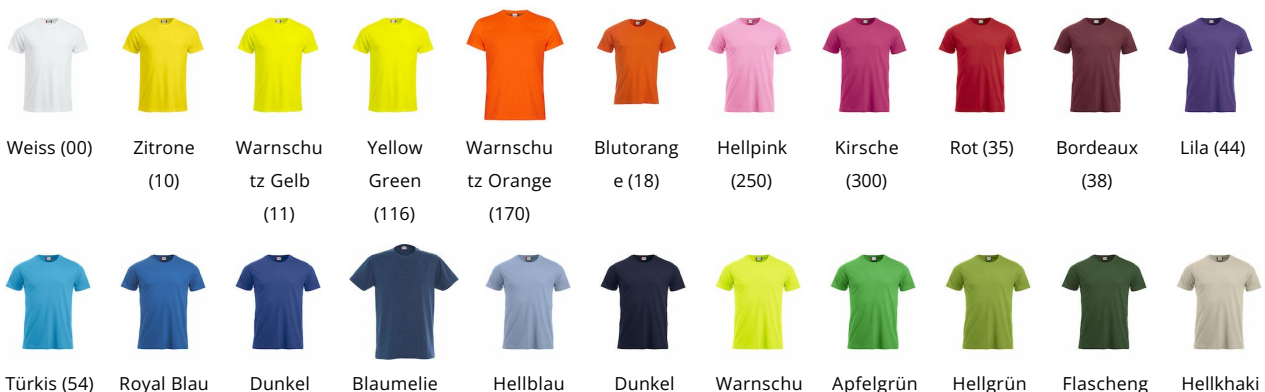 Weiss (00) Zitrone Warnschu Yellow Warnschu Blutorang Hellpink Kirsche Rot (35) Bordeaux Lila (44)
(10) tz Gelb Green tz Orange e (18) (250) (300) (38)
(11) (116) (170)
Türkis (54) Royal Blau Dunkel Blaumelie Hellblau Dunkel Warnschu Apfelgrün Hellgrün Flascheng Hellkhaki